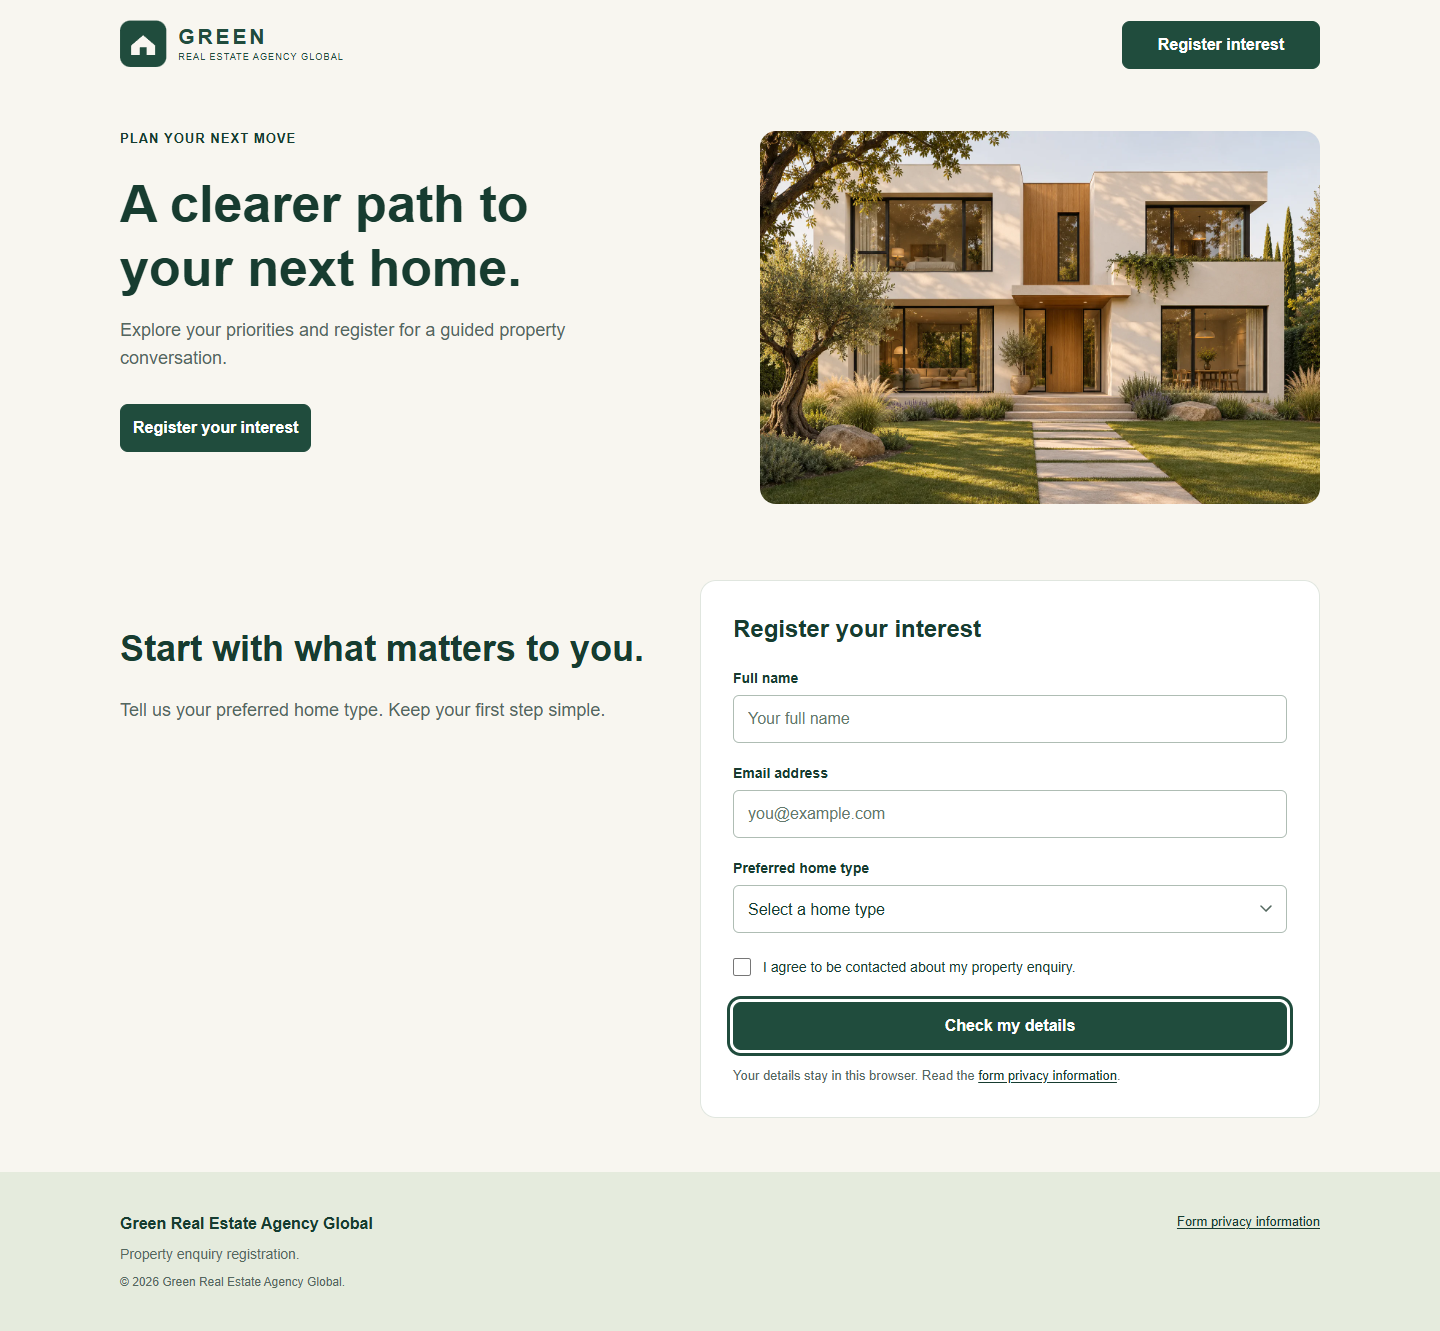 GREEN
REAL ESTATE AGENCY GLOBAL
Register interest
PLAN YOUR NEXT MOVE
A clearer path to
your next home.
Explore your priorities and register for a guided property
conversation.
Register your interest
Start with what matters to you.
Tell us your preferred home type. Keep your first step simple.
Register your interest
Full name
Your full name
Email address
you@example.com
Preferred home type
Select a home type
I agree to be contacted about my property enquiry.
Check my details
Your details stay in this browser. Read the form privacy information.
Green Real Estate Agency Global
Form privacy information
Property enquiry registration.
© 2026 Green Real Estate Agency Global.